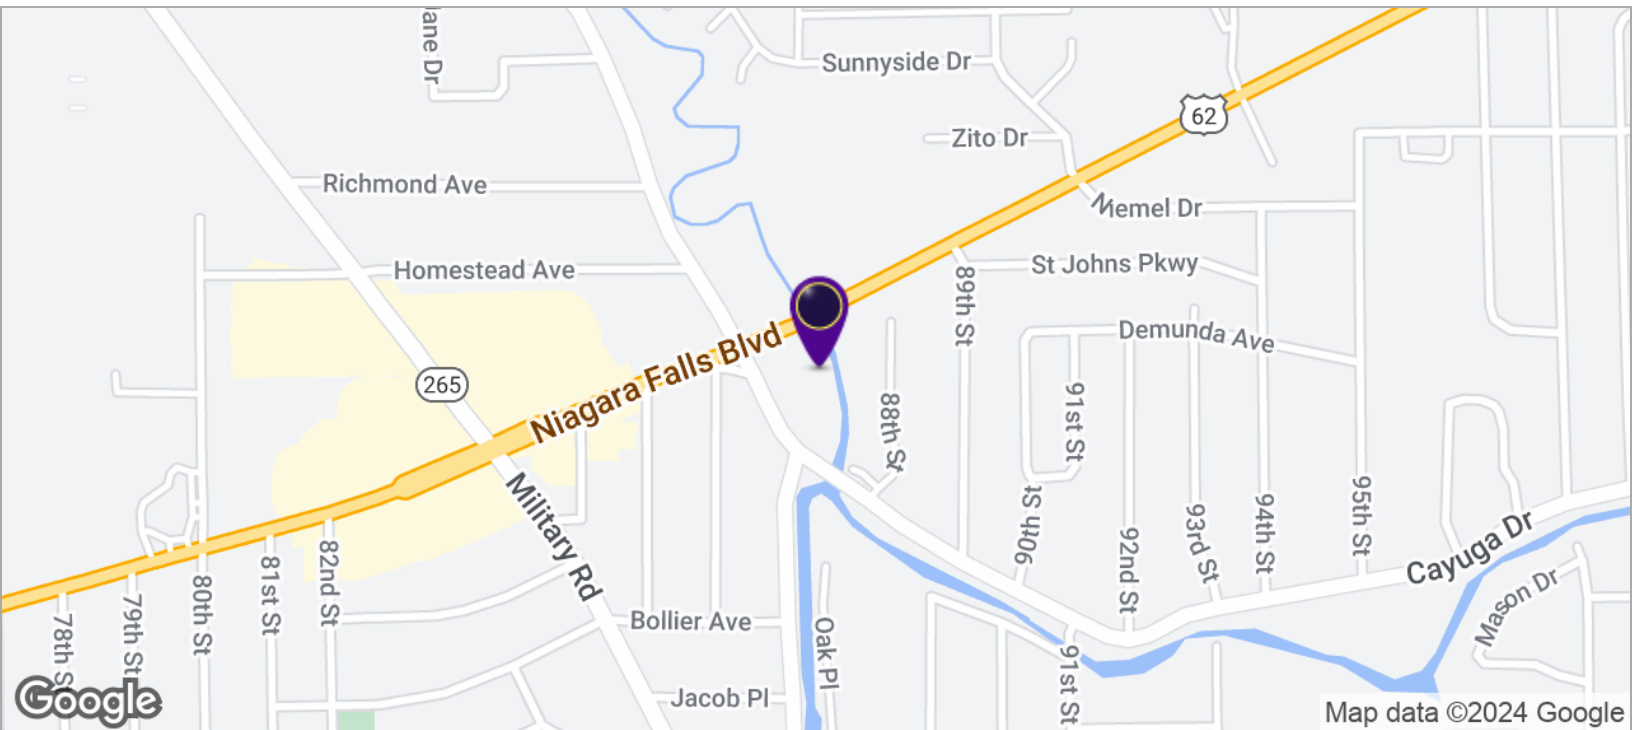 Jane Dr
Sunnyside Dr
62
Zito Dr
Richmond Ave
Memel Dr
Homestead Ave
St Johns Pkwy
89th St
Demunda Ave
Niagara Falls Blvd
265
88th St
91st St
Military Rd
90th St
92nd St
93rd St
94th St
95th St
Cayuga Dr
Mason Dr
78th St
79th St
80th St
81st St
82nd St
Bollier Ave
Oak Pl
91st St
Jacob Pl
Google
Map data ©2024 Google